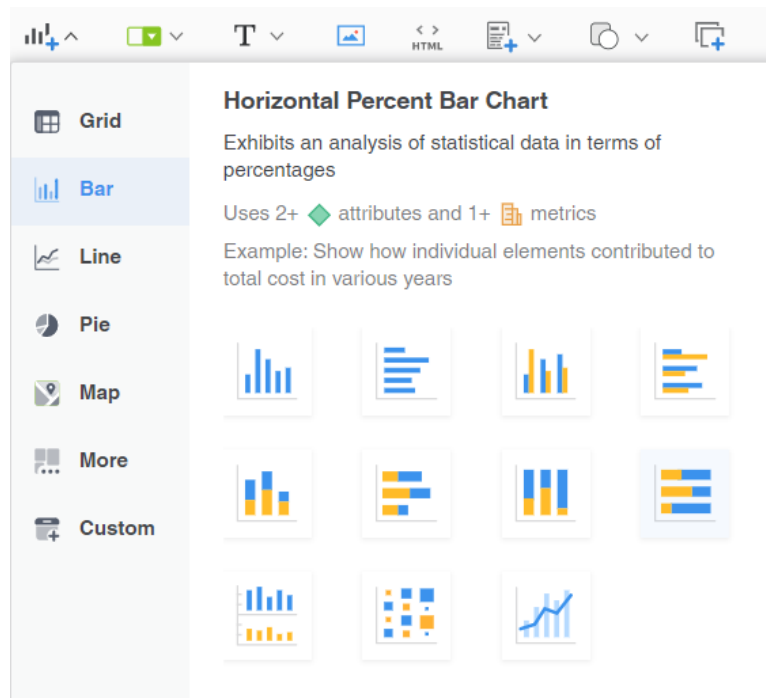 T
< >
HTML
Grid
Bar
Line
Pie
Map
More
Custom
Horizontal Percent Bar Chart
Exhibits an analysis of statistical data in terms of
percentages
Uses 2+ attributes and 1+ metrics
Example: Show how individual elements contributed to
total cost in various years